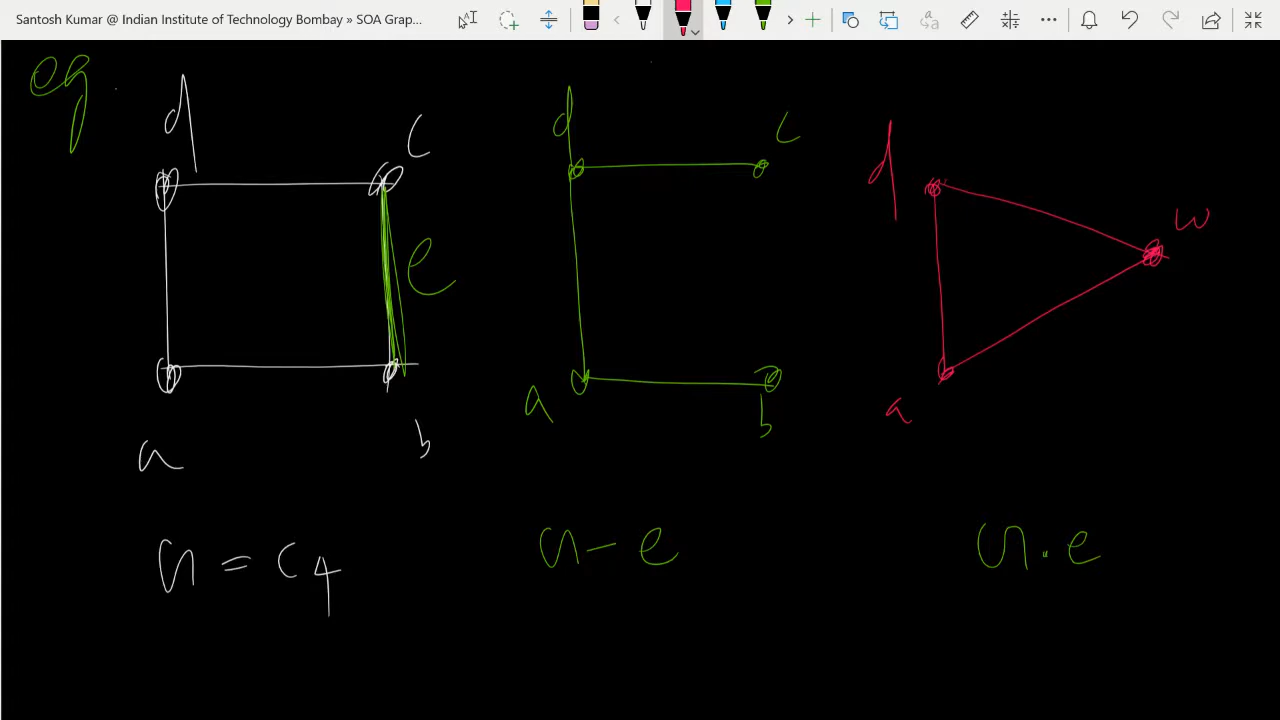 Santosh Kumar @ Indian Institute of Technology Bombay » SOA Grap...
eg.
d c
e
a b
G = C4
d c
a b
G - e
d w
a
G . e